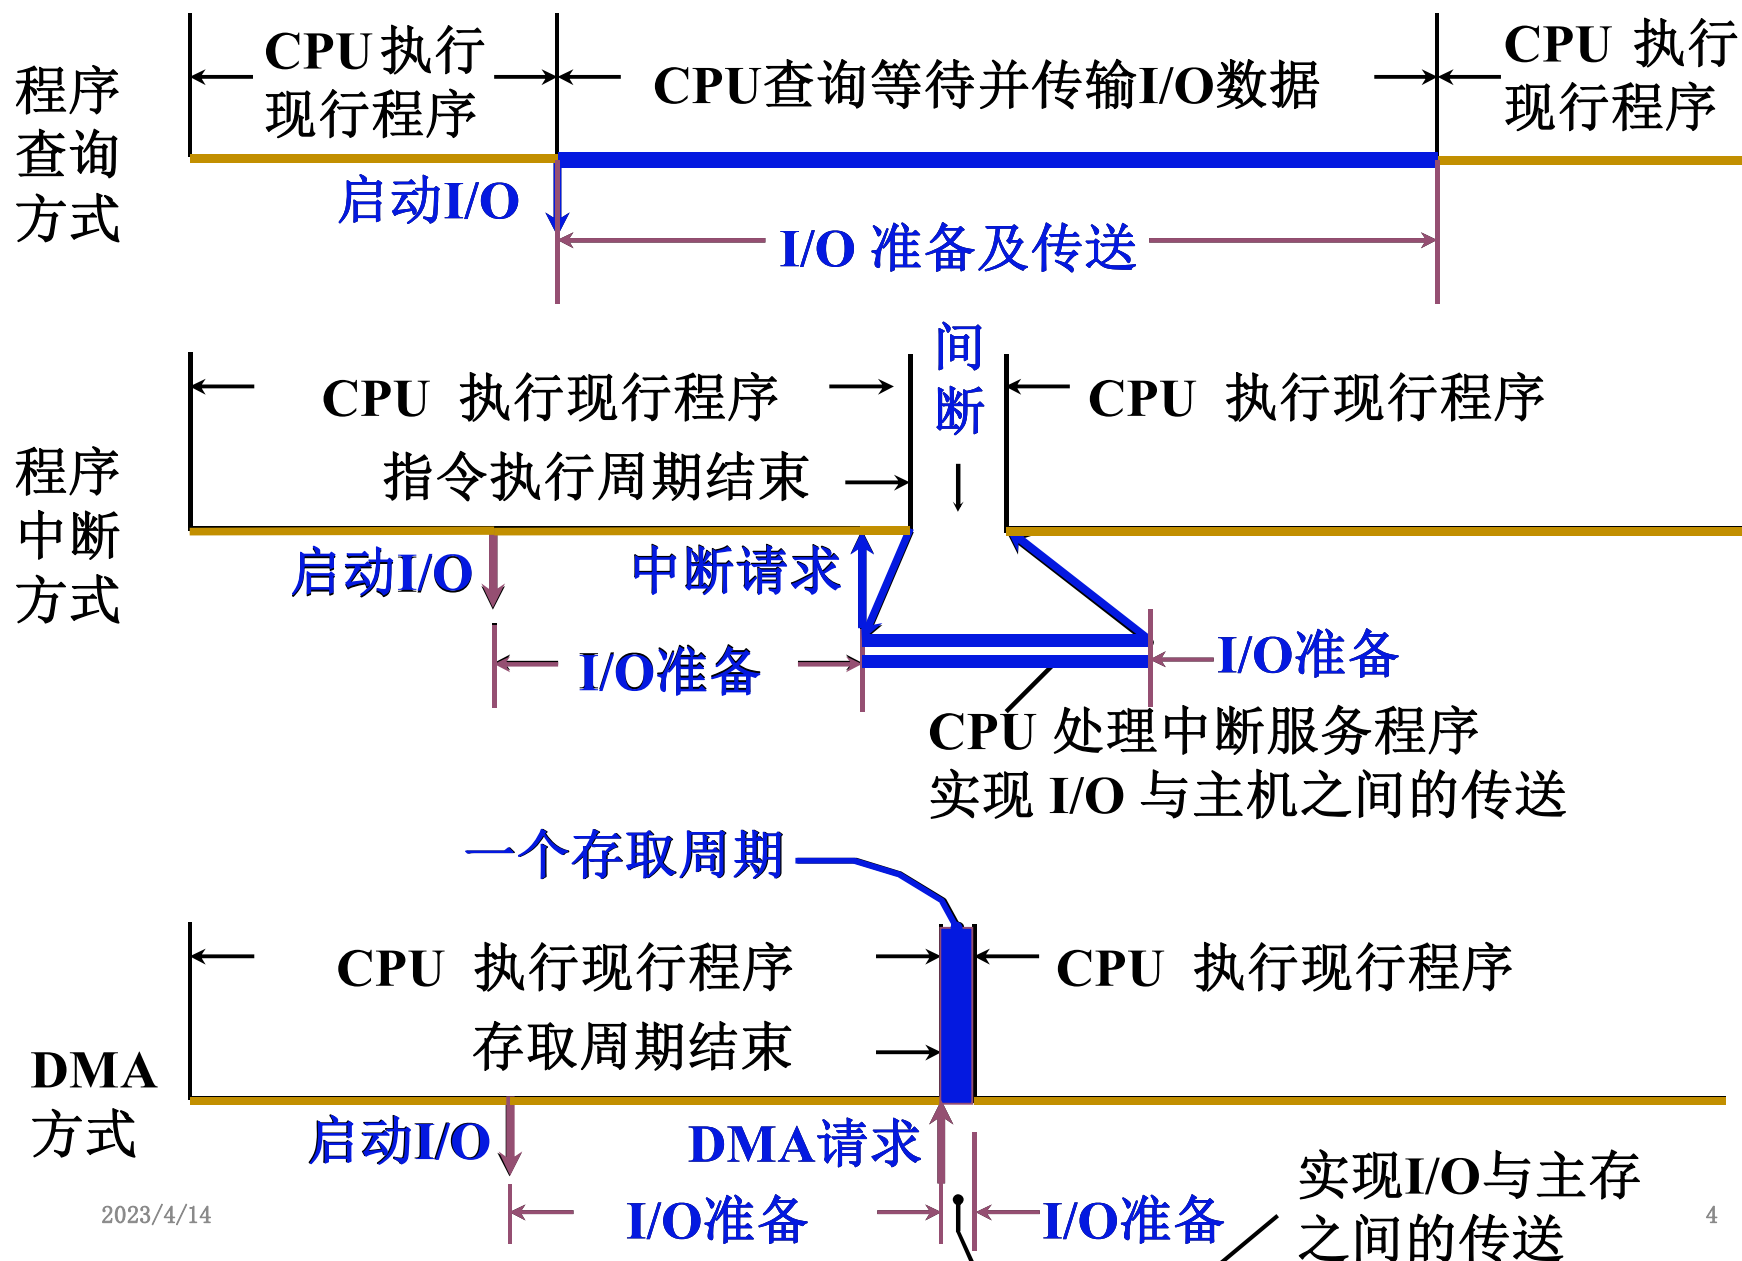 程序
查询
方式
CPU 执行
现行程序
CPU查询等待并传输I/O数据
CPU 执行
现行程序
启动I/O
I/O 准备及传送
程序
中断
方式
CPU 执行现行程序
间
断
CPU 执行现行程序
指令执行周期结束
启动I/O
中断请求
I/O准备
I/O准备
CPU 处理中断服务程序
实现 I/O 与主机之间的传送
一个存取周期
DMA
方式
CPU 执行现行程序
CPU 执行现行程序
存取周期结束
启动I/O
DMA请求
I/O准备
I/O准备
实现I/O与主存
之间的传送
2023/4/14
4